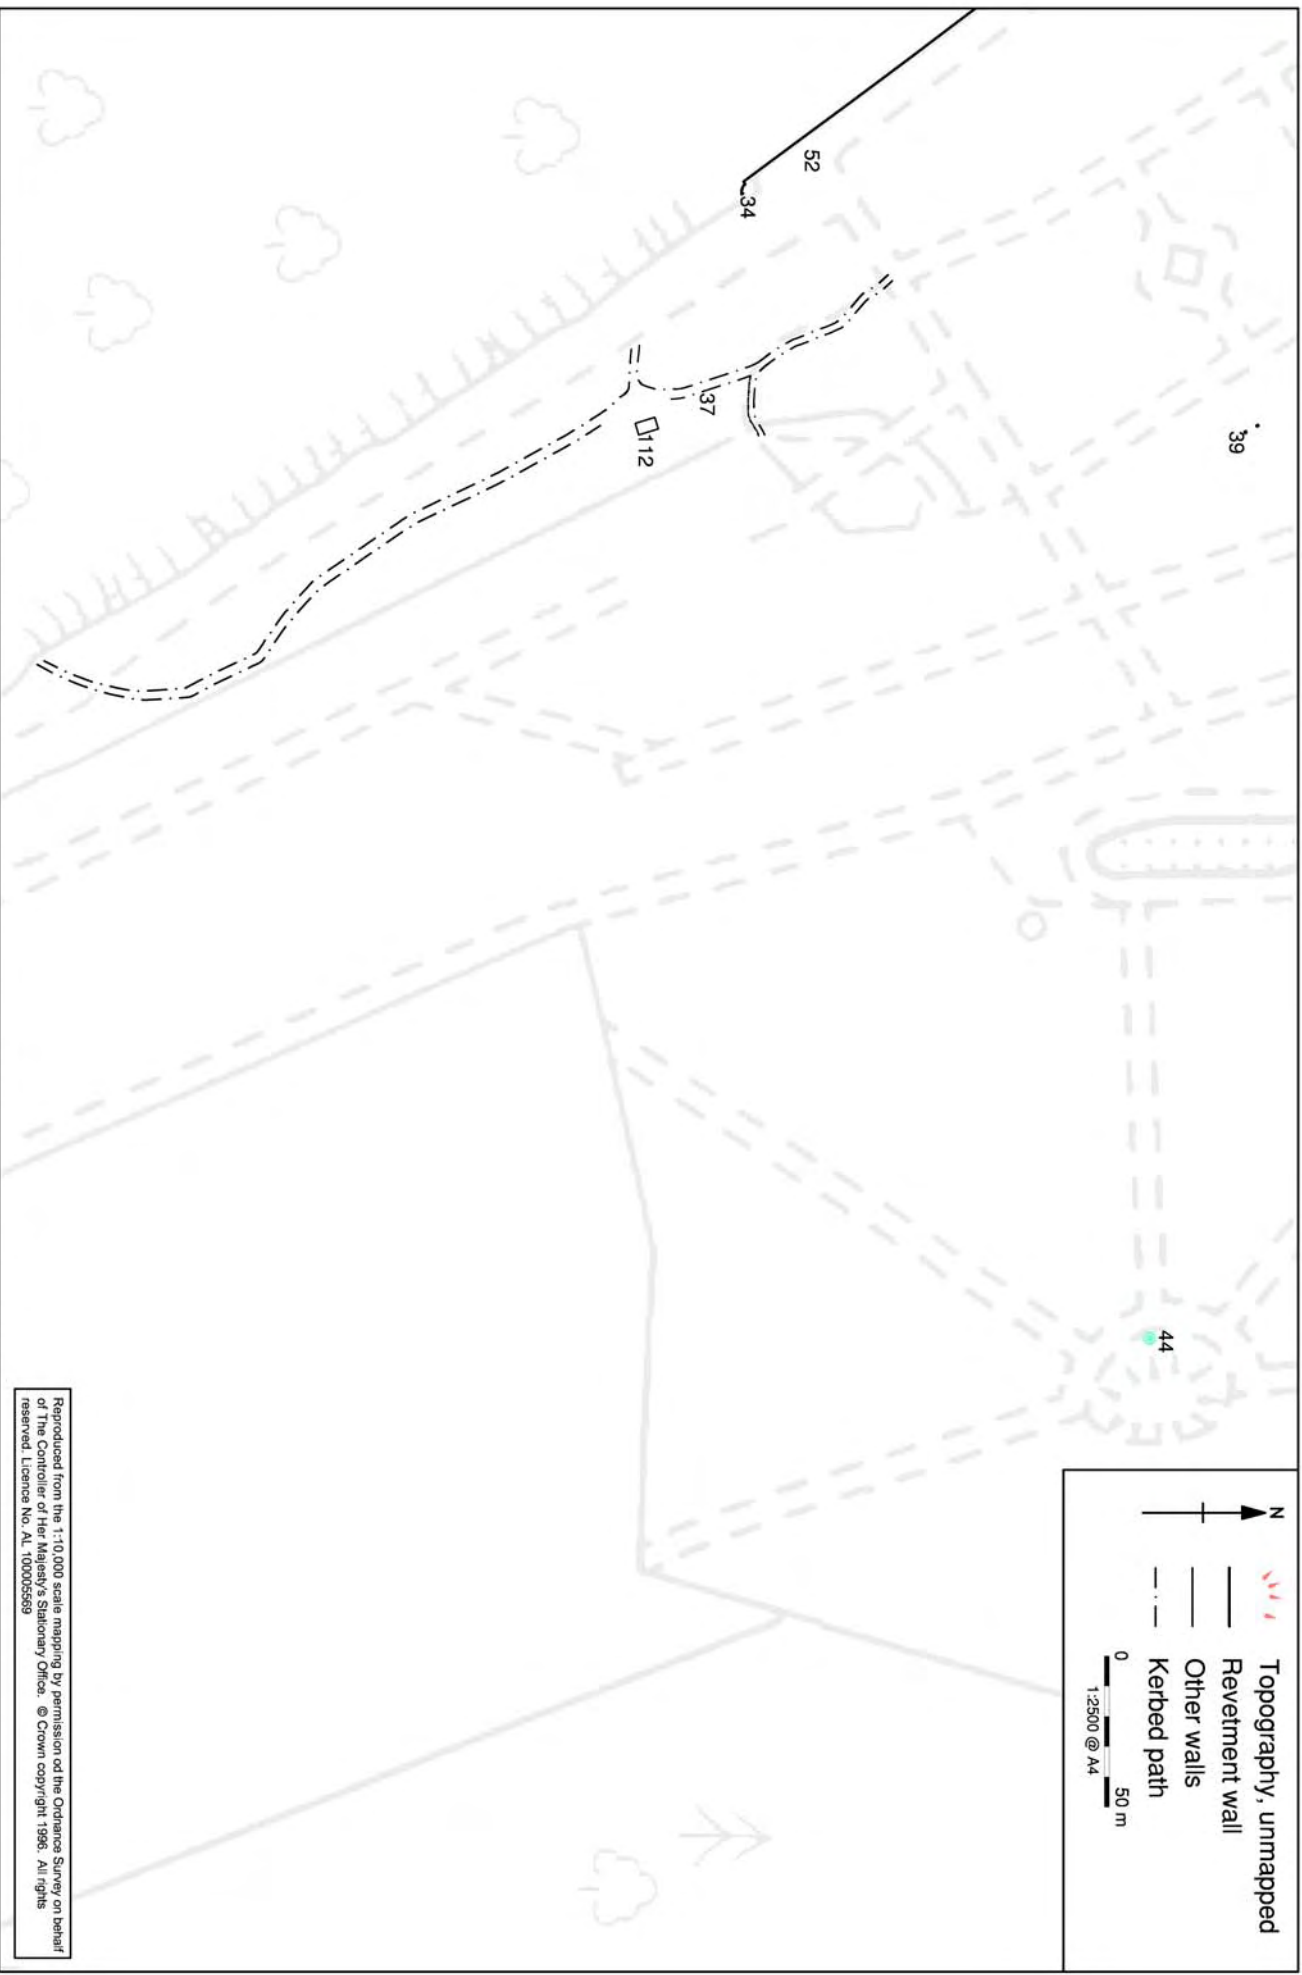 52
34
39
37
112
44
N
Topography, unmapped
Revetment wall
Other walls
Kerbed path
0 50 m
1:2500 @ A4
Reproduced from the 1:10,000 scale mapping by permission od the Ordnance Survey on behalf
of The Controller of Her Majesty's Stationary Office. © Crown copyright 1996. All rights
reserved. Licence No. AL 100005569